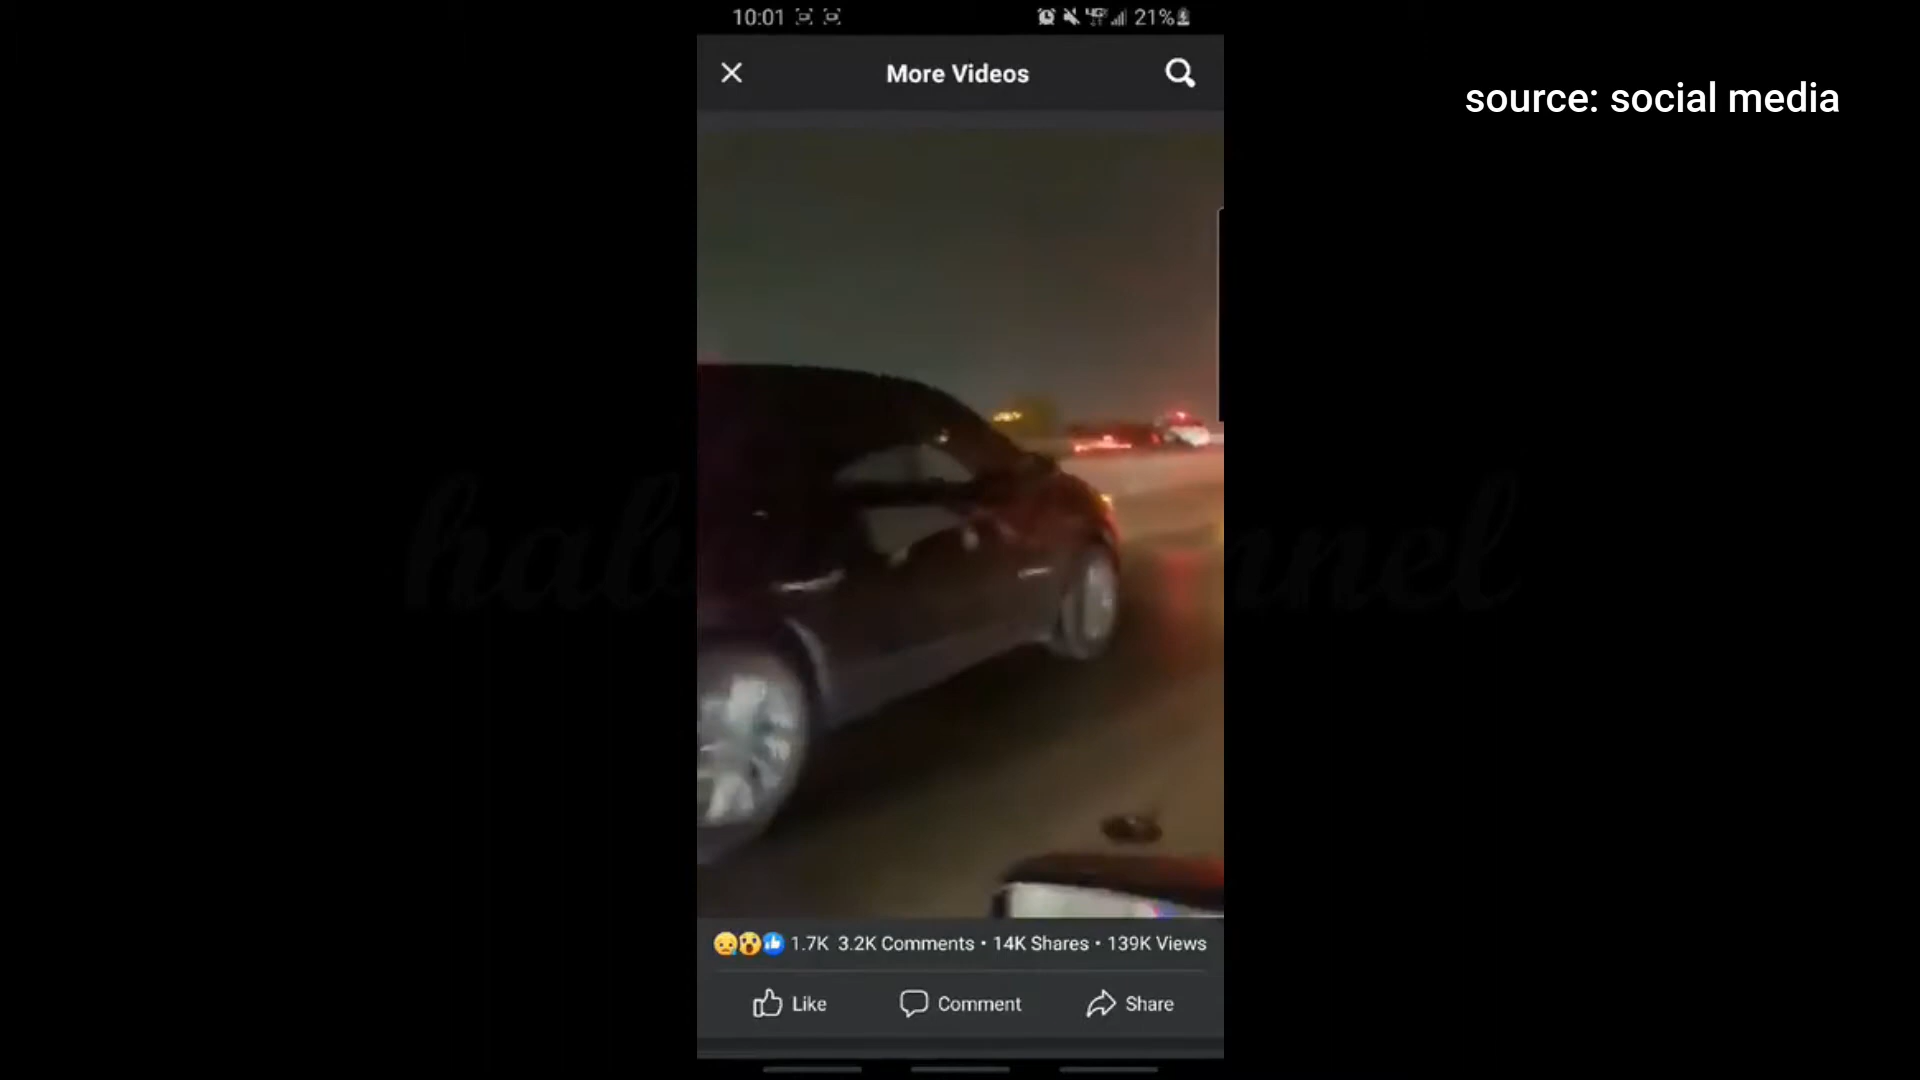 10:01 21%
More Videos
source: social media
1.7K 3.2K Comments • 14K Shares • 139K Views
Like Comment Share